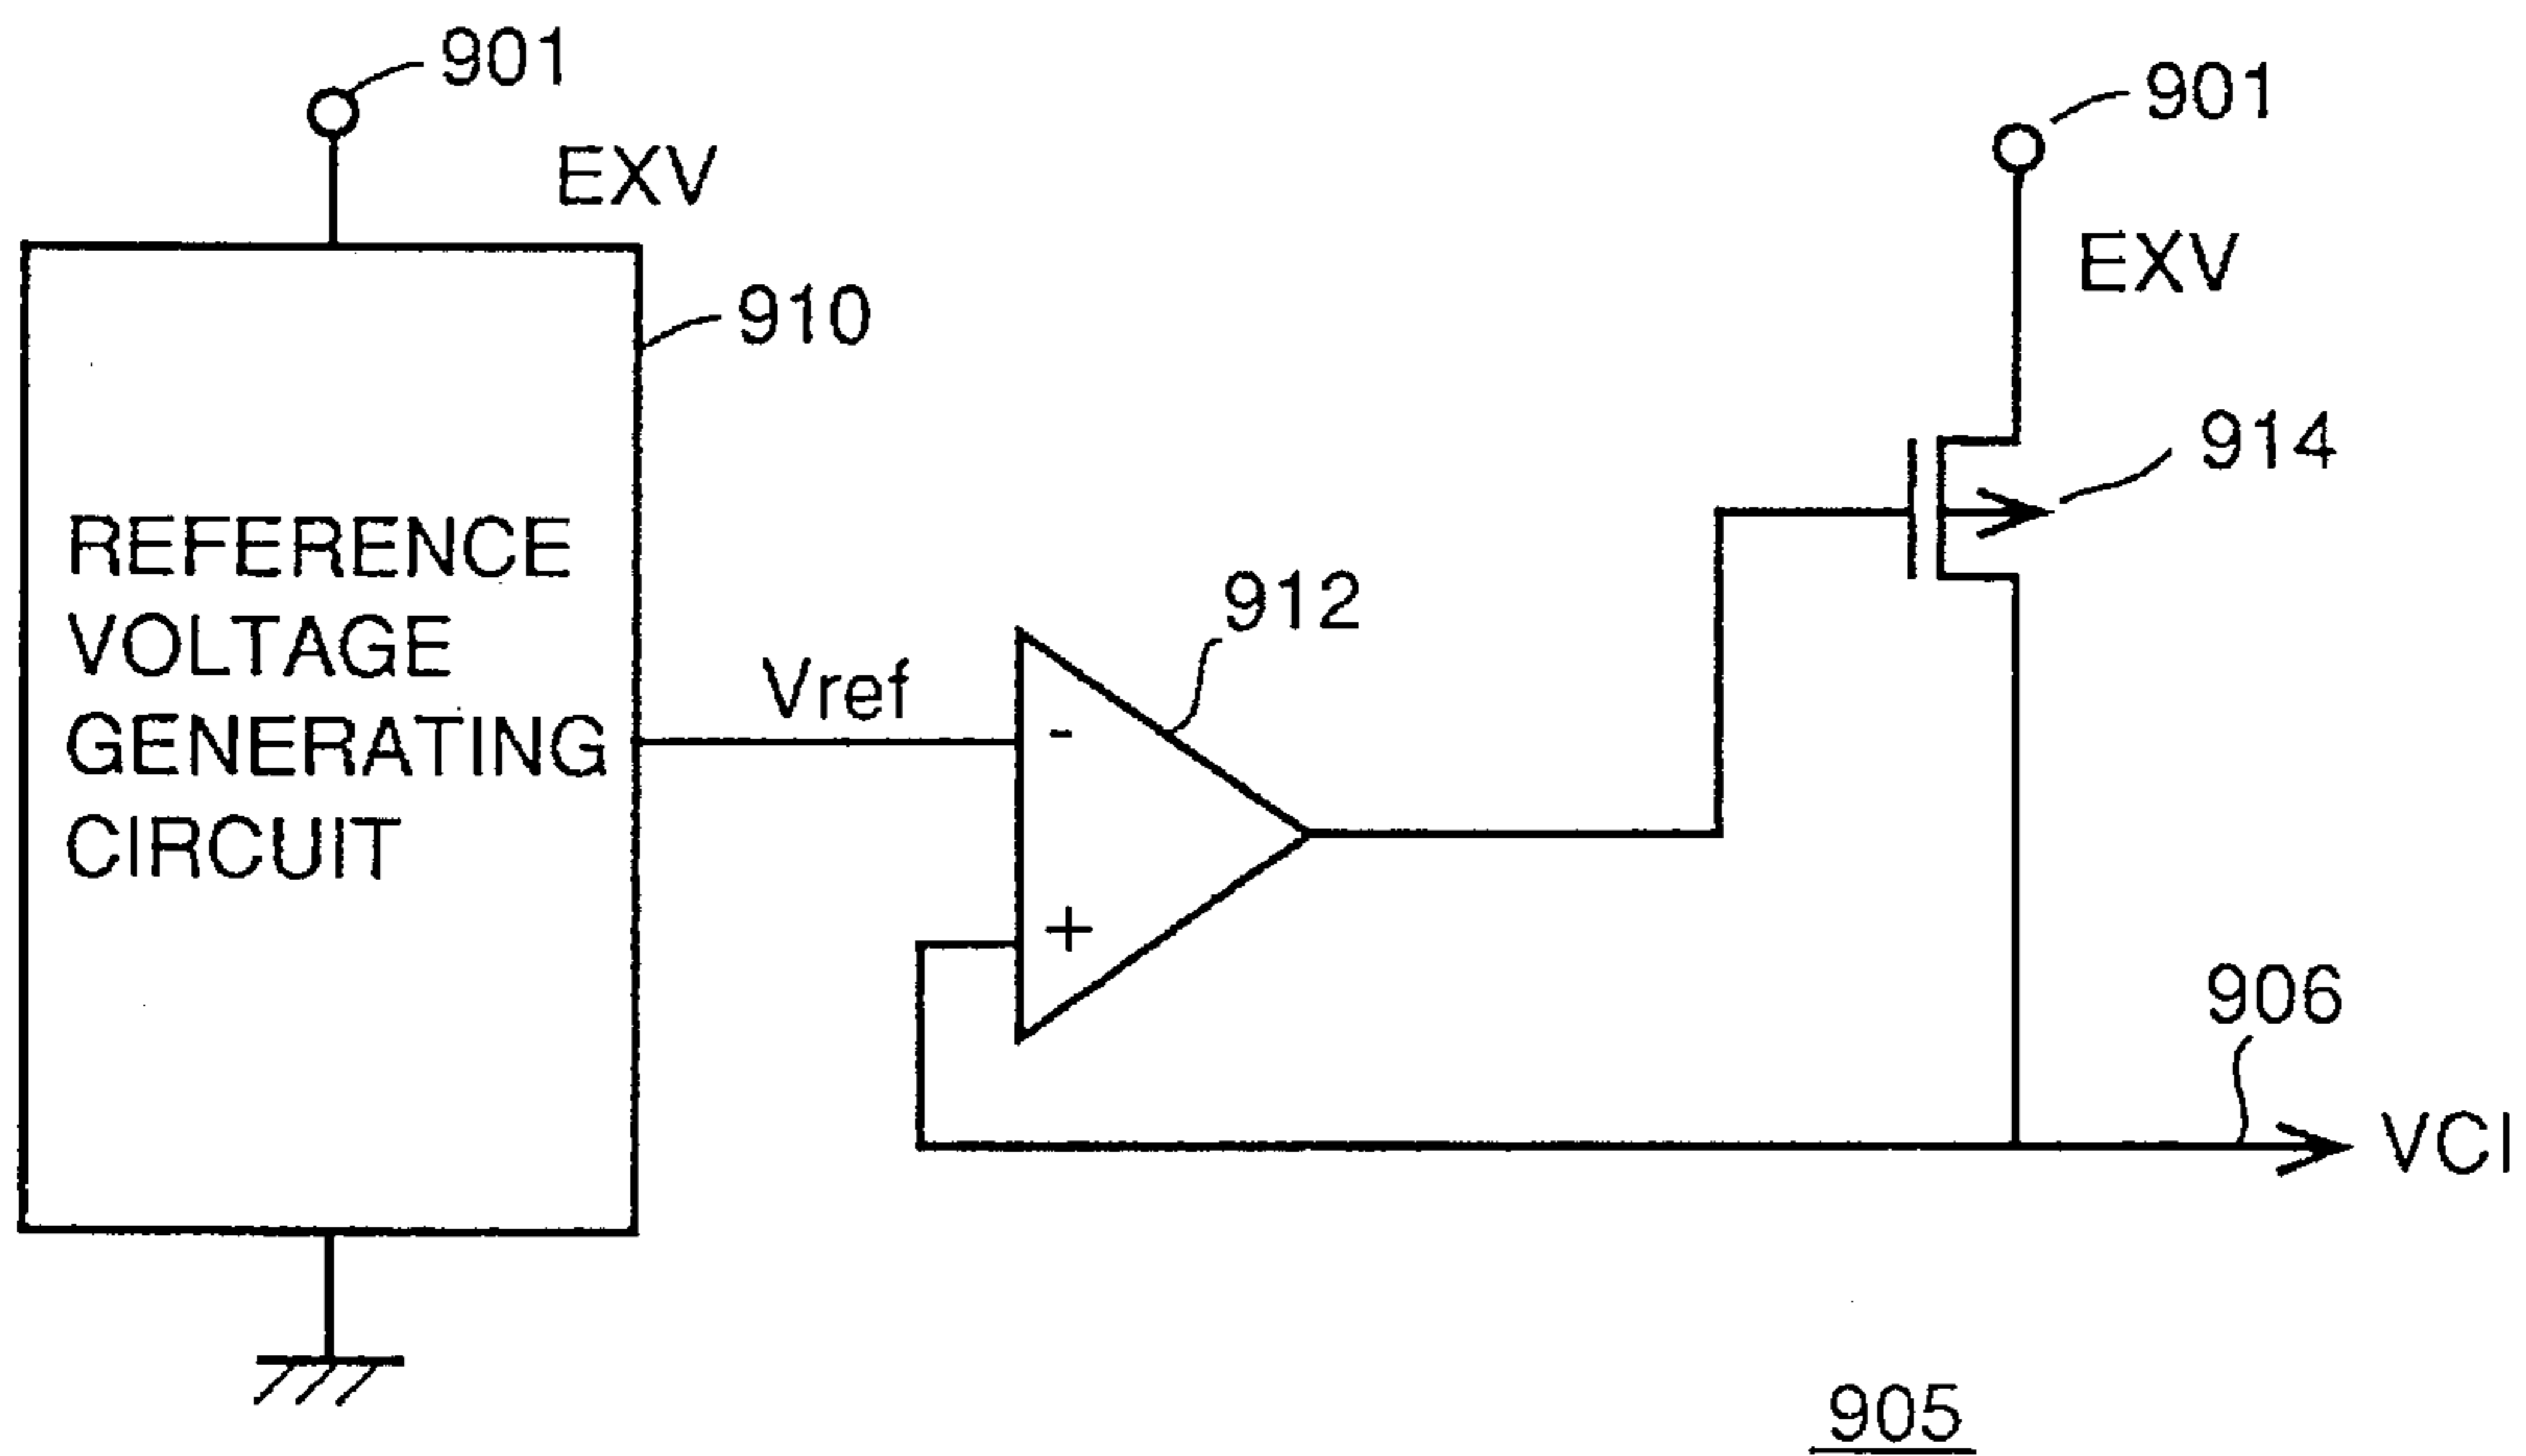 901
901
EXV
EXV
910
914
REFERENCE
VOLTAGE
GENERATING
CIRCUIT
912
Vref
-
+
906
VCI
905